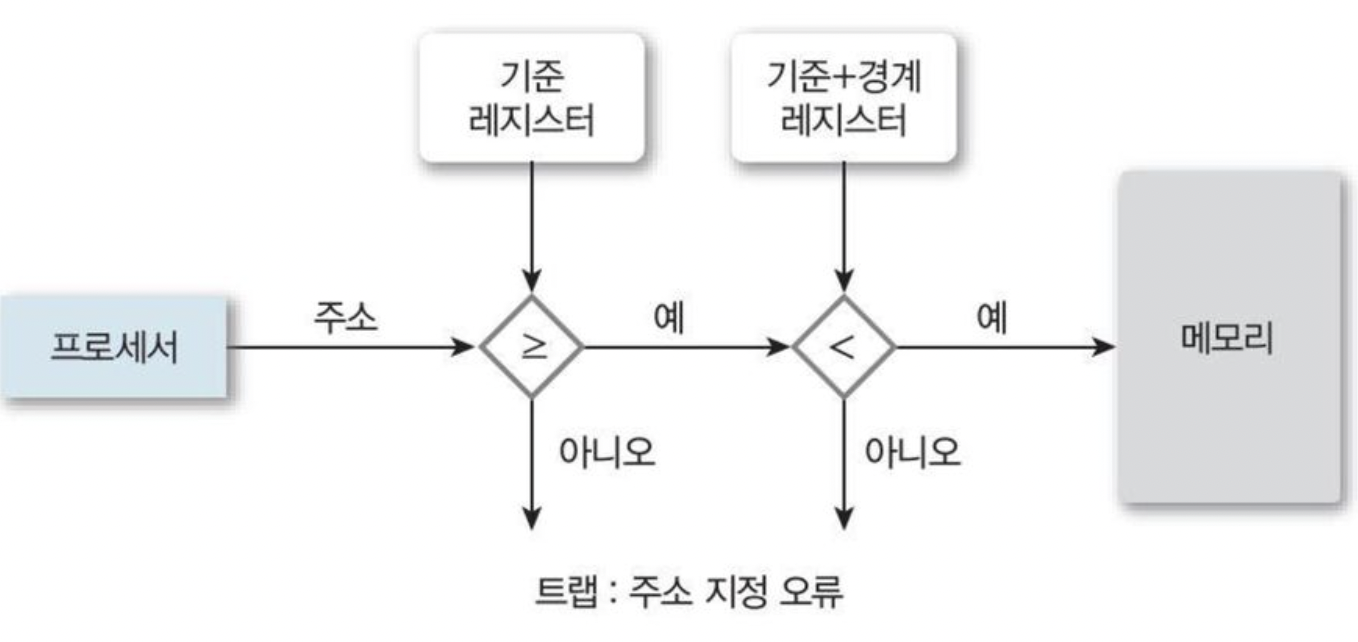 기준
레지스터
기준+경계
레지스터
프로세서
주소
≥
예
<
예
메모리
아니오
아니오
트랩 : 주소 지정 오류